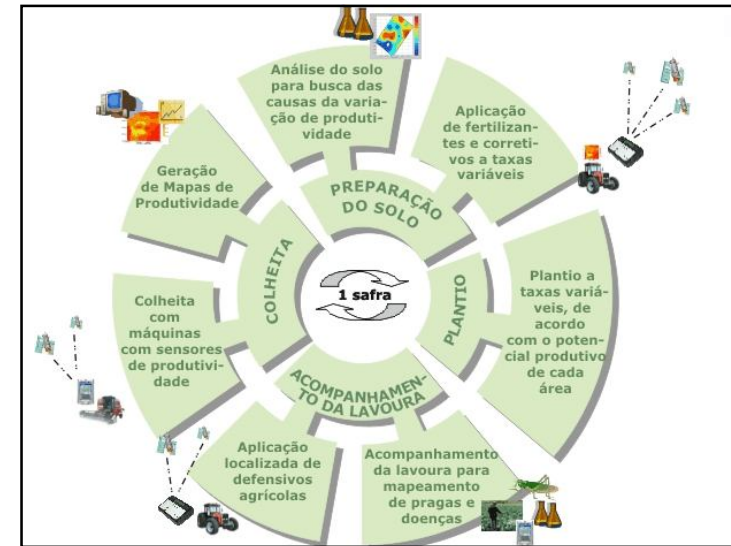 Análise do solo
para busca das
causas da varia-
ção de produti-
vidade
Aplicação
de fertilizan-
tes e correti-
vos a taxas
variáveis
PREPARAÇÃO
DO SOLO
Plantio a
taxas variá-
veis, de
acordo
com o poten-
cial produtivo
de cada
área
PLANTIO
Acompanhamento
da lavoura para
mapeamento
de pragas e
doenças
Aplicação
localizada de
defensivos
agrícolas
ACOMPANHAMEN-
TO DA LAVOURA
Colheita
com
máquinas
com sensores
de produtivi-
dade
Geração
de Mapas de
Produtividade
COLHEITA
1 safra